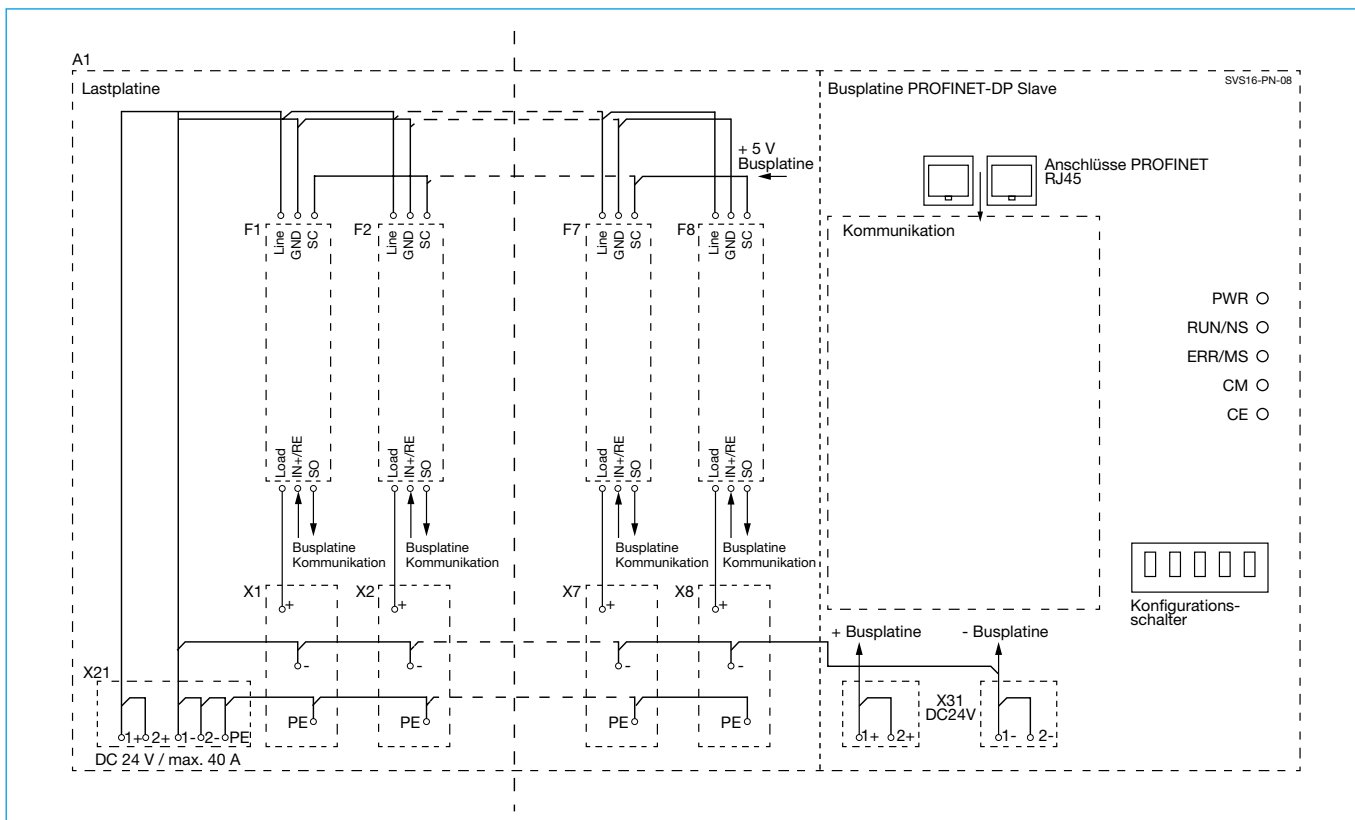 A1
Lastplatine
Busplatine PROFINET-DP Slave
SVS16-PN-08
+ 5 V
Busplatine
Anschlüsse PROFINET
RJ45
F1
Line
GND
SC
F2
Line
GND
SC
F7
Line
GND
SC
F8
Line
GND
SC
Kommunikation
PWR
RUN/NS
ERR/MS
CM
CE
Load
IN+/RE
SO
Load
IN+/RE
SO
Load
IN+/RE
SO
Load
IN+/RE
SO
Busplatine
Kommunikation
Busplatine
Kommunikation
Busplatine
Kommunikation
Busplatine
Kommunikation
X1
+
-
PE
X2
+
-
PE
X7
+
-
PE
X8
+
-
PE
Konfigurations-
schalter
+ Busplatine
- Busplatine
X21
1+ 2+ 1- 2- PE
DC 24 V / max. 40 A
X31
DC24V
1+ 2+
1- 2-